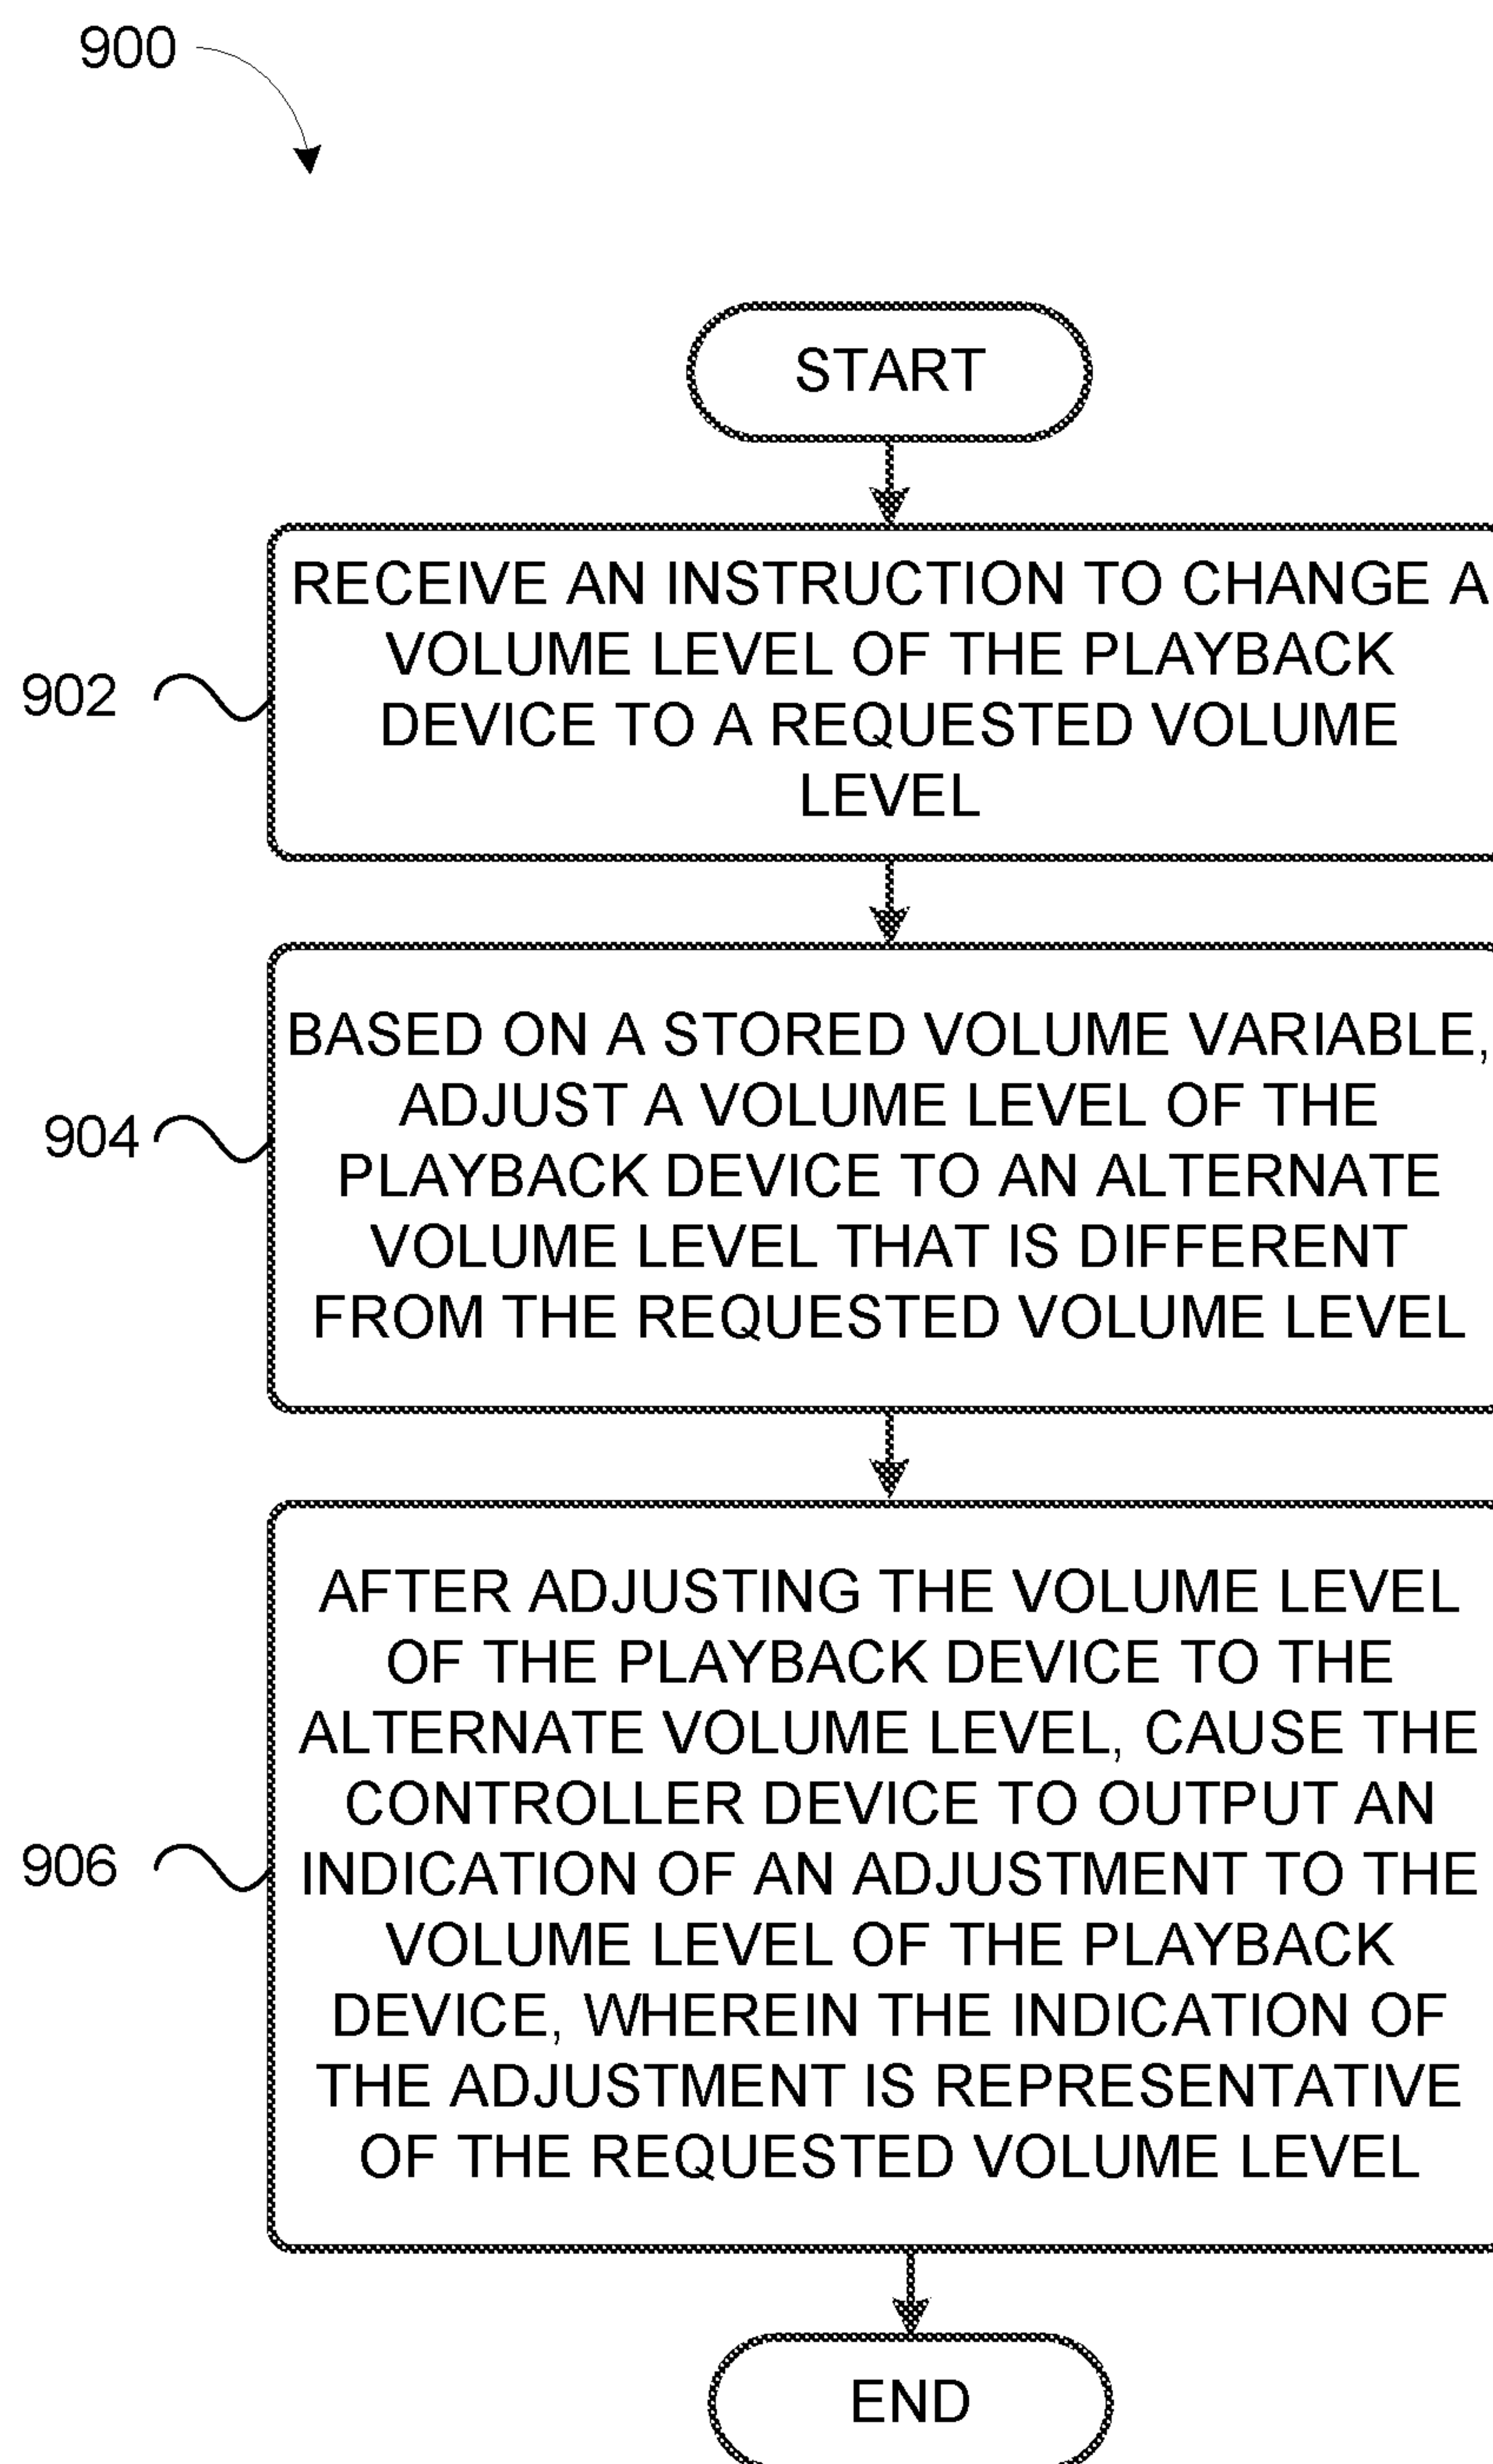 900
START
902
RECEIVE AN INSTRUCTION TO CHANGE A
VOLUME LEVEL OF THE PLAYBACK
DEVICE TO A REQUESTED VOLUME
LEVEL
904
BASED ON A STORED VOLUME VARIABLE,
ADJUST A VOLUME LEVEL OF THE
PLAYBACK DEVICE TO AN ALTERNATE
VOLUME LEVEL THAT IS DIFFERENT
FROM THE REQUESTED VOLUME LEVEL
906
AFTER ADJUSTING THE VOLUME LEVEL
OF THE PLAYBACK DEVICE TO THE
ALTERNATE VOLUME LEVEL, CAUSE THE
CONTROLLER DEVICE TO OUTPUT AN
INDICATION OF AN ADJUSTMENT TO THE
VOLUME LEVEL OF THE PLAYBACK
DEVICE, WHEREIN THE INDICATION OF
THE ADJUSTMENT IS REPRESENTATIVE
OF THE REQUESTED VOLUME LEVEL
END